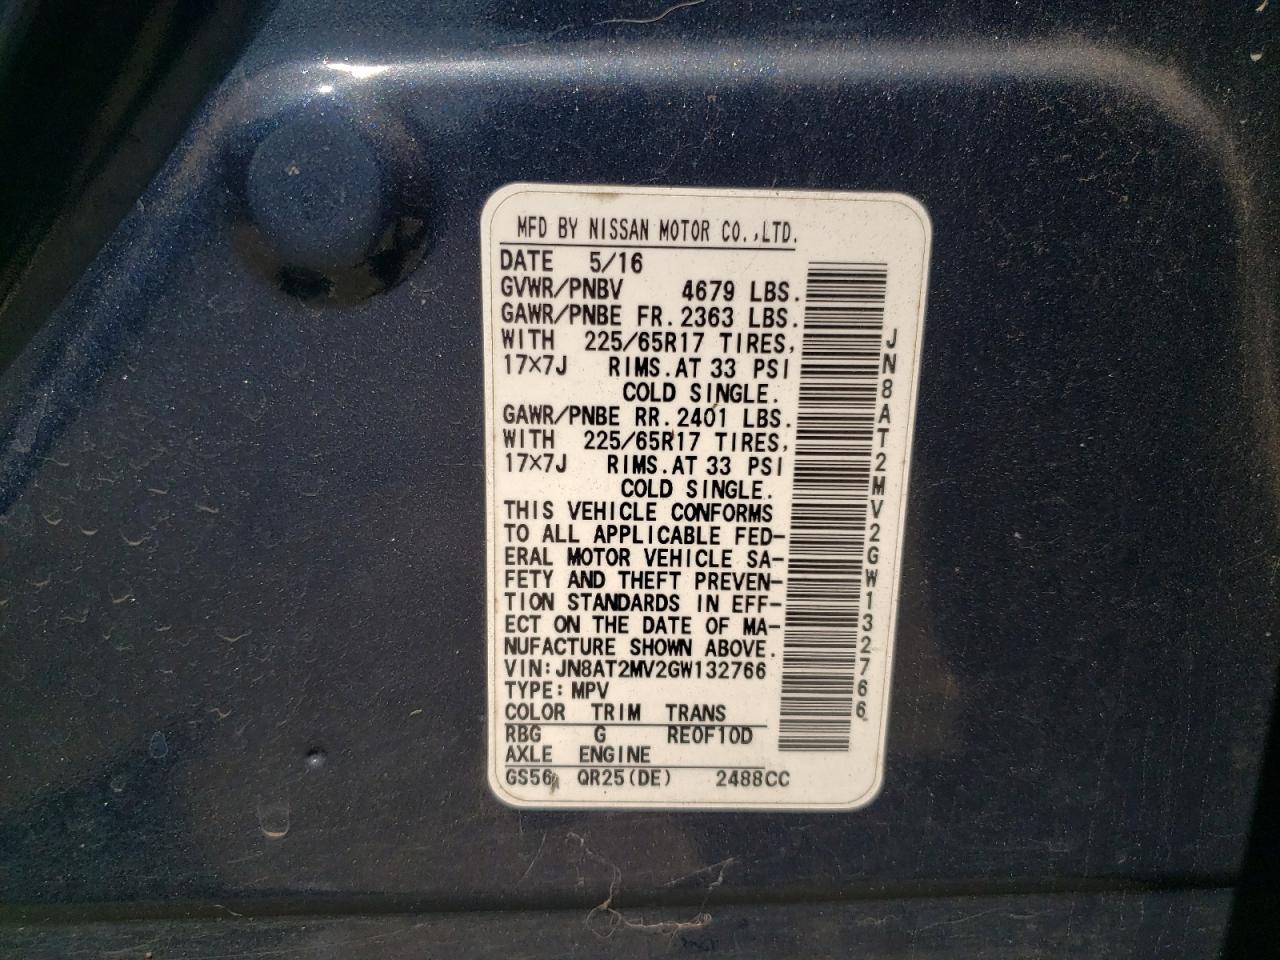 MFD BY NISSAN MOTOR CO.,LTD.
DATE 5/16
GVWR/PNBV 4679 LBS.
GAWR/PNBE FR. 2363 LBS.
WITH 225/65R17 TIRES,
17×7J RIMS. AT 33 PSI
COLD SINGLE.
GAWR/PNBE RR. 2401 LBS.
WITH 225/65R17 TIRES,
17×7J RIMS. AT 33 PSI
COLD SINGLE.
THIS VEHICLE CONFORMS
TO ALL APPLICABLE FED-
ERAL MOTOR VEHICLE SA-
FETY AND THEFT PREVEN-
TION STANDARDS IN EFF-
ECT ON THE DATE OF MA-
NUFACTURE SHOWN ABOVE.
VIN: JN8AT2MV2GW132766
TYPE: MPV
COLOR TRIM TRANS
RBG G RE0F10D
AXLE ENGINE
GS56 QR25(DE) 2488CC
JN8AT2MV2GW132766